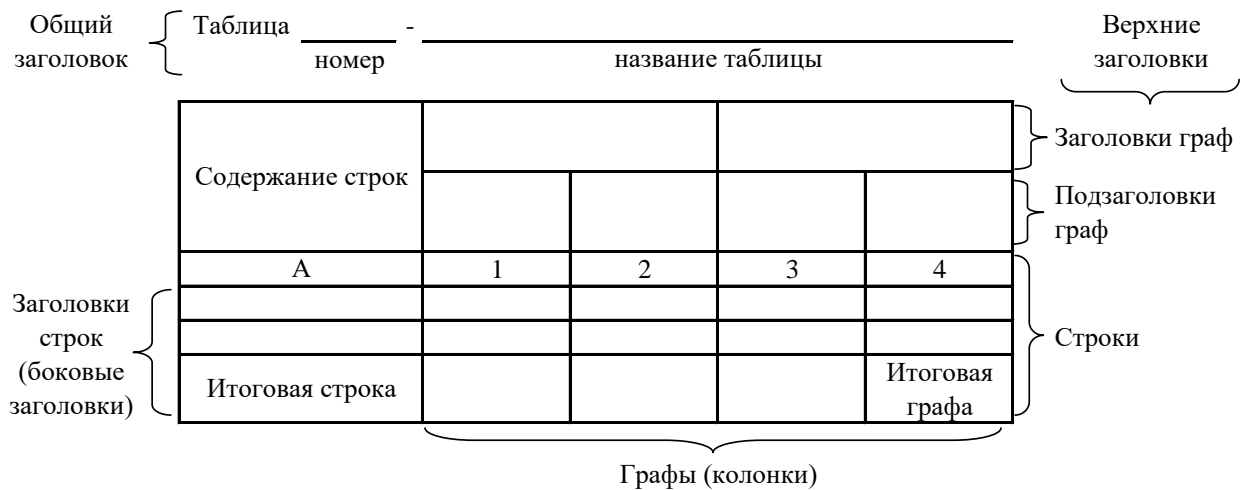 Общий
заголовок
Таблица -
номер
название таблицы
Верхние
заголовки
Содержание строк
Заголовки граф
Подзаголовки
граф
А 1 2 3 4
Заголовки
строк
(боковые
заголовки)
Строки
Итоговая строка
Итоговая
графа
Графы (колонки)